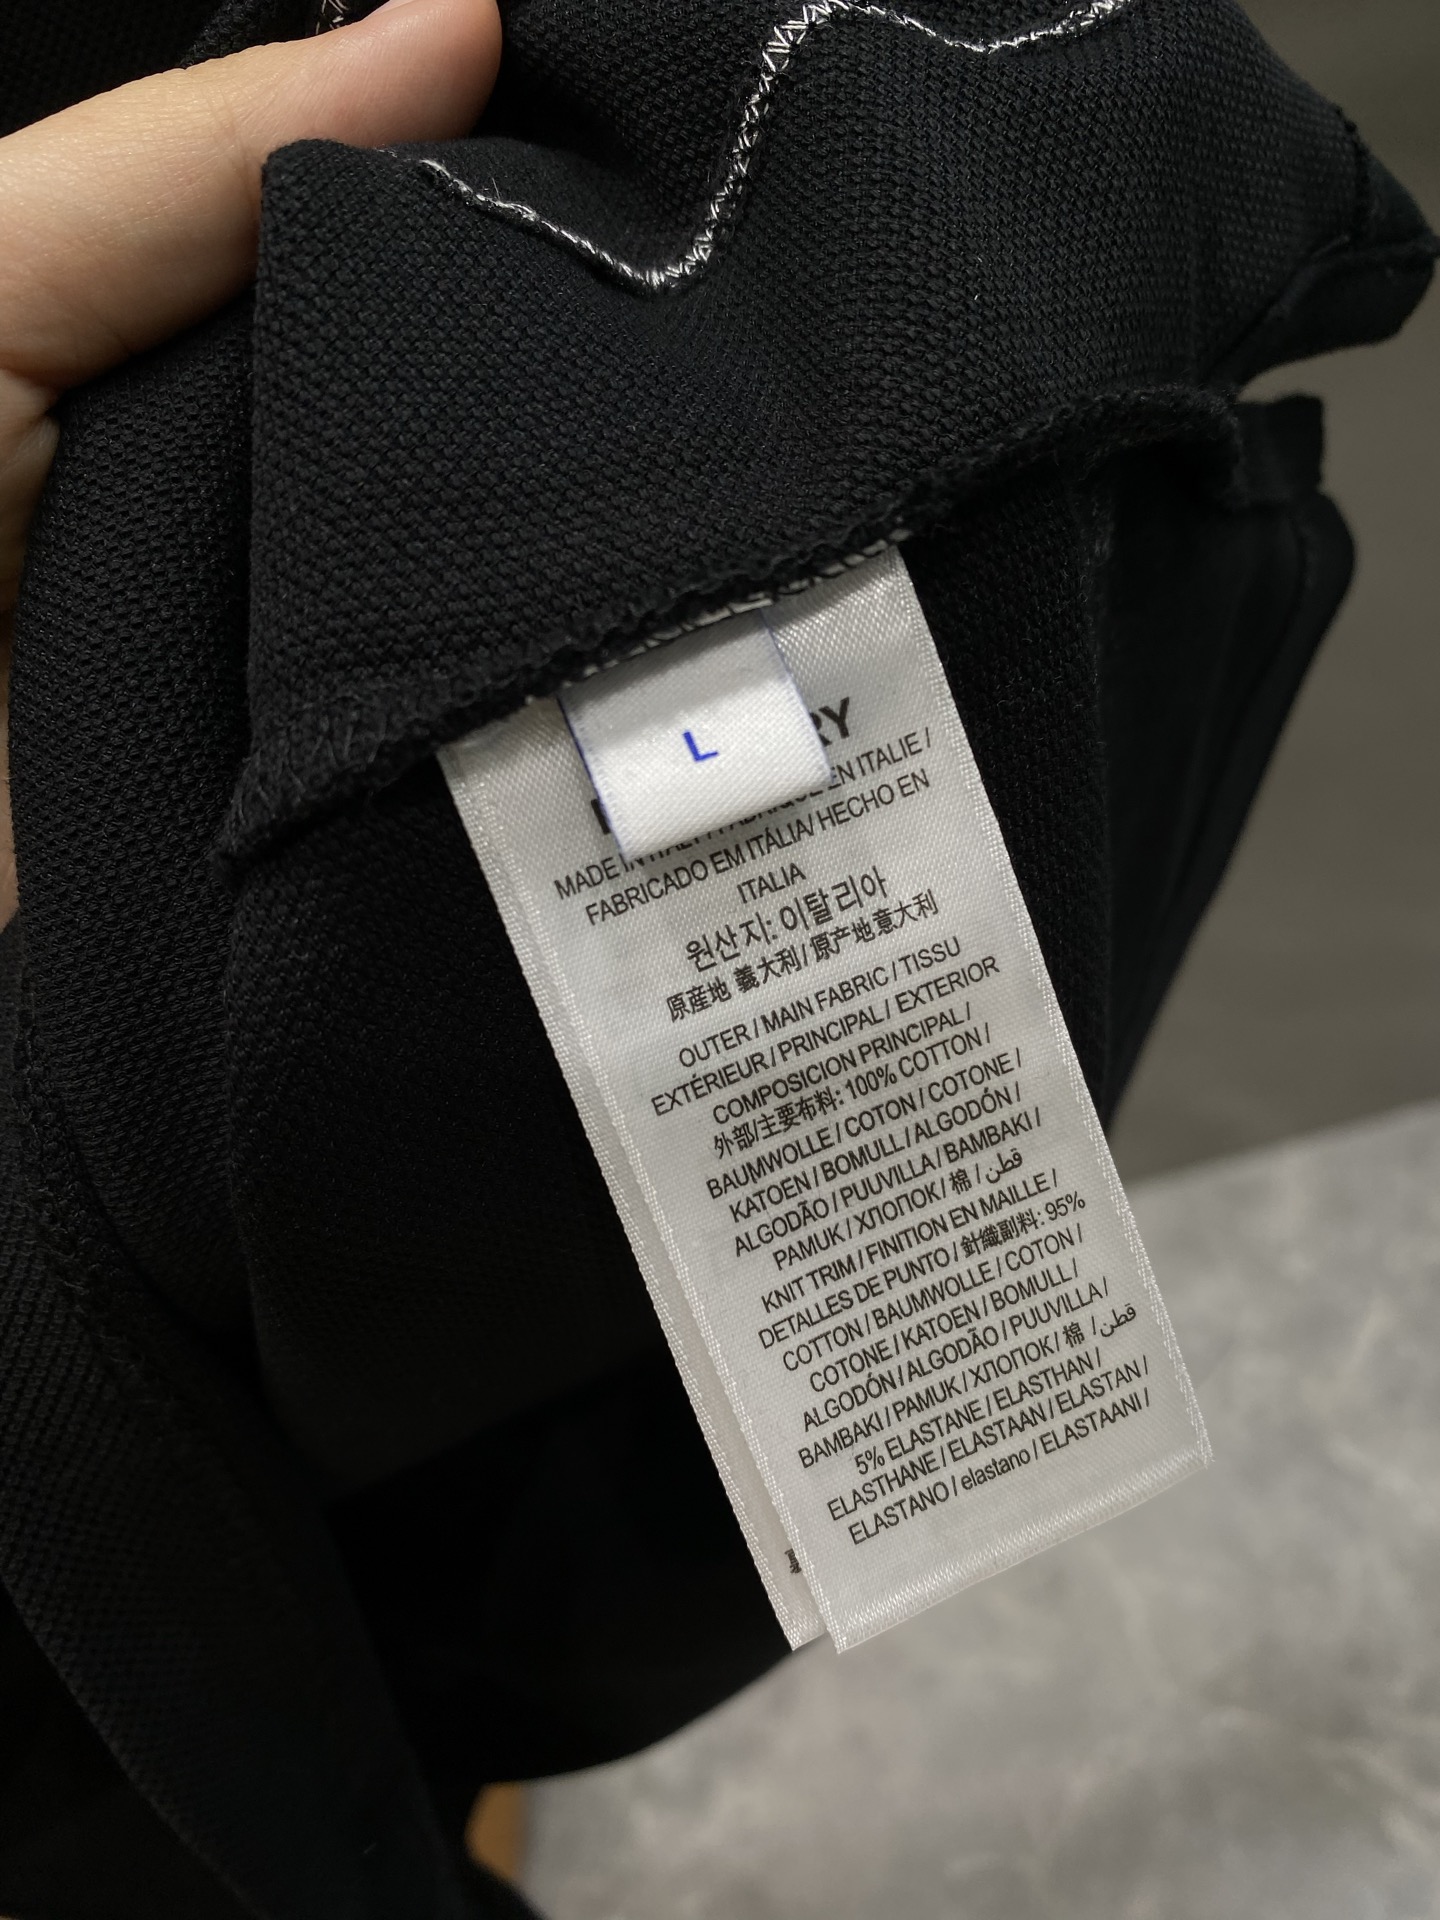 L
RY
MADE IN ITALY / FABRIQUÉ EN ITALIE /
FABRICADO EM ITÁLIA/ HECHO EN
ITALIA
원산지: 이탈리아
原産地 義大利 / 原产地意大利
OUTER / MAIN FABRIC / TISSU
EXTÉRIEUR / PRINCIPAL / EXTERIOR
COMPOSICION PRINCIPAL /
外部/主要布料: 100% COTTON /
BAUMWOLLE / COTON / COTONE /
KATOEN / BOMULL / ALGODÓN /
ALGODÃO / PUUVILLA / BAMBAKI /
PAMUK / ХЛОПОК / 棉 / قطن
KNIT TRIM / FINITION EN MAILLE /
DETALLES DE PUNTO / 針織副料: 95%
COTTON / BAUMWOLLE / COTON /
COTONE / KATOEN / BOMULL /
ALGODÓN / ALGODÃO / PUUVILLA /
BAMBAKI / PAMUK / ХЛОПОК / 棉 / قطن
5% ELASTANE / ELASTHAN /
ELASTHANE / ELASTAAN / ELASTAN /
ELASTANO / elastano / ELASTAANI /